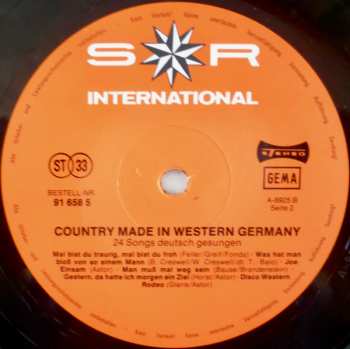 S R
INTERNATIONAL
ST 33
STEREO
BESTELL-NR.
91 658 5
GEMA
A-8925 B
Seite 2
COUNTRY MADE IN WESTERN GERMANY
24 Songs deutsch gesungen
Mal bist du traurig, mal bist du froh (Feller/Greif/Fonda) · Was hat man
bloß von so einem Mann (B. Creswell/W. Creswell/dt. T. Balo) · Joe
Einsam (Astor) · Man muß mal weg sein (Bause/Brandenstein) ·
Gestern, da hatte ich morgen ein Ziel (Horst/Astor) · Disco Western
Rodeo (Glaris/Astor)